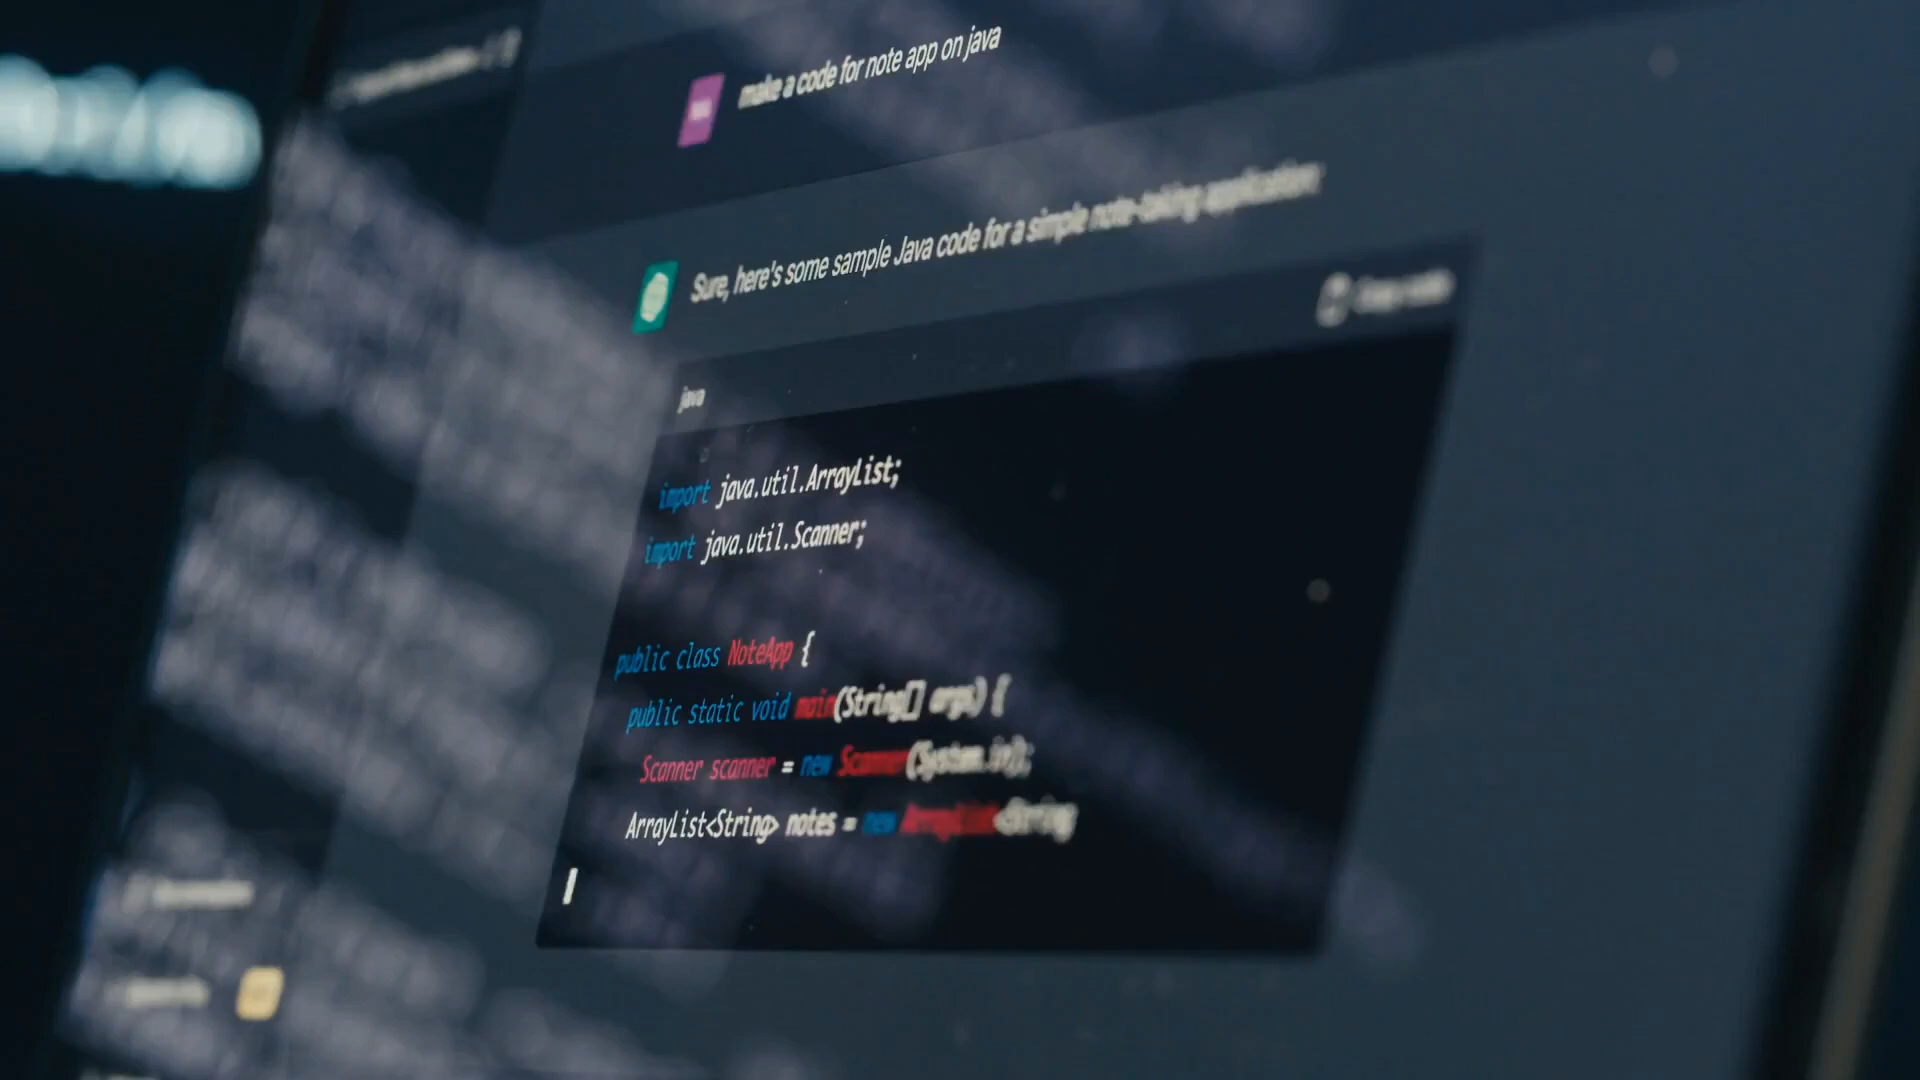 make a code for note app on java
Sure, here's some sample Java code for a simple note-taking application:
java
import java.util.ArrayList;
import java.util.Scanner;
public class NoteApp {
public static void main(String[] args) {
Scanner scanner = new Scanner(System.in);
ArrayList<String> notes = new ArrayList<String